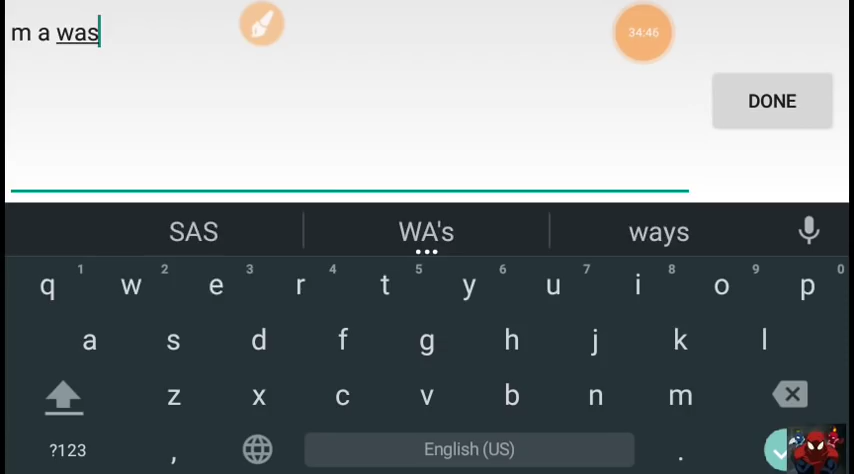 m a was
34:46
DONE
SAS WA's ways
1 2 3 4 5 6 7 8 9 0
q w e r t y u i o p
a s d f g h j k l
z x c v b n m
?123 , English (US) .